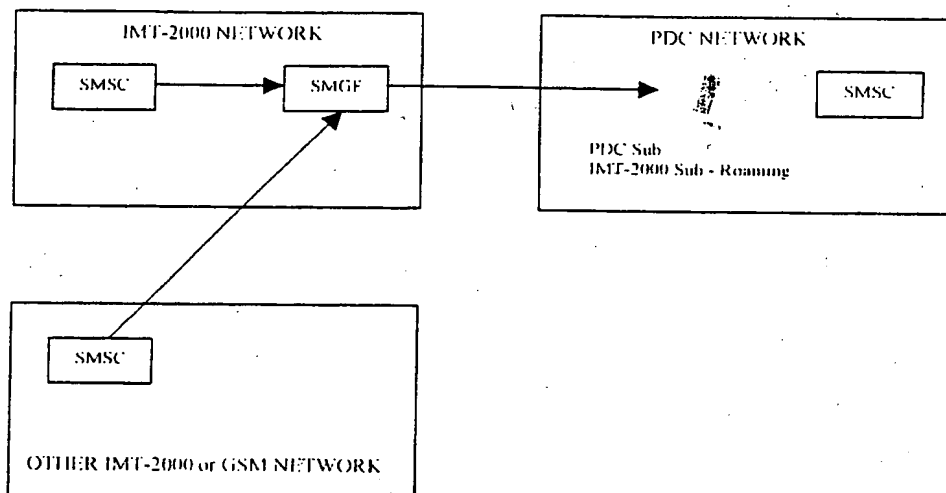 IMT-2000 NETWORK
SMSC
SMGF
PDC NETWORK
SMSC
PDC Sub
IMT-2000 Sub - Roaming
SMSC
OTHER IMT-2000 or GSM NETWORK